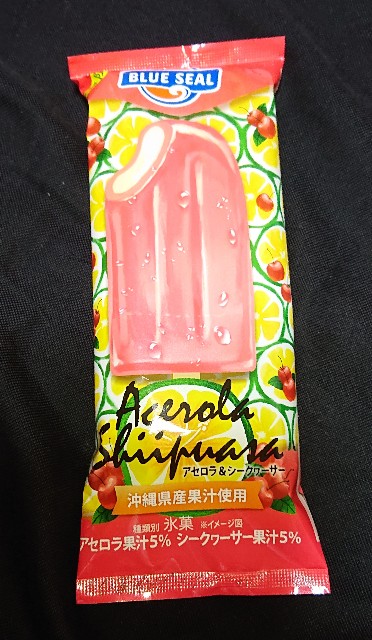 BLUE SEAL
Acerola
Shiikuasa
アセロラ&シークヮーサー
沖縄県産果汁使用
種類別 氷菓 ※イメージ図
アセロラ果汁5% シークヮーサー果汁5%